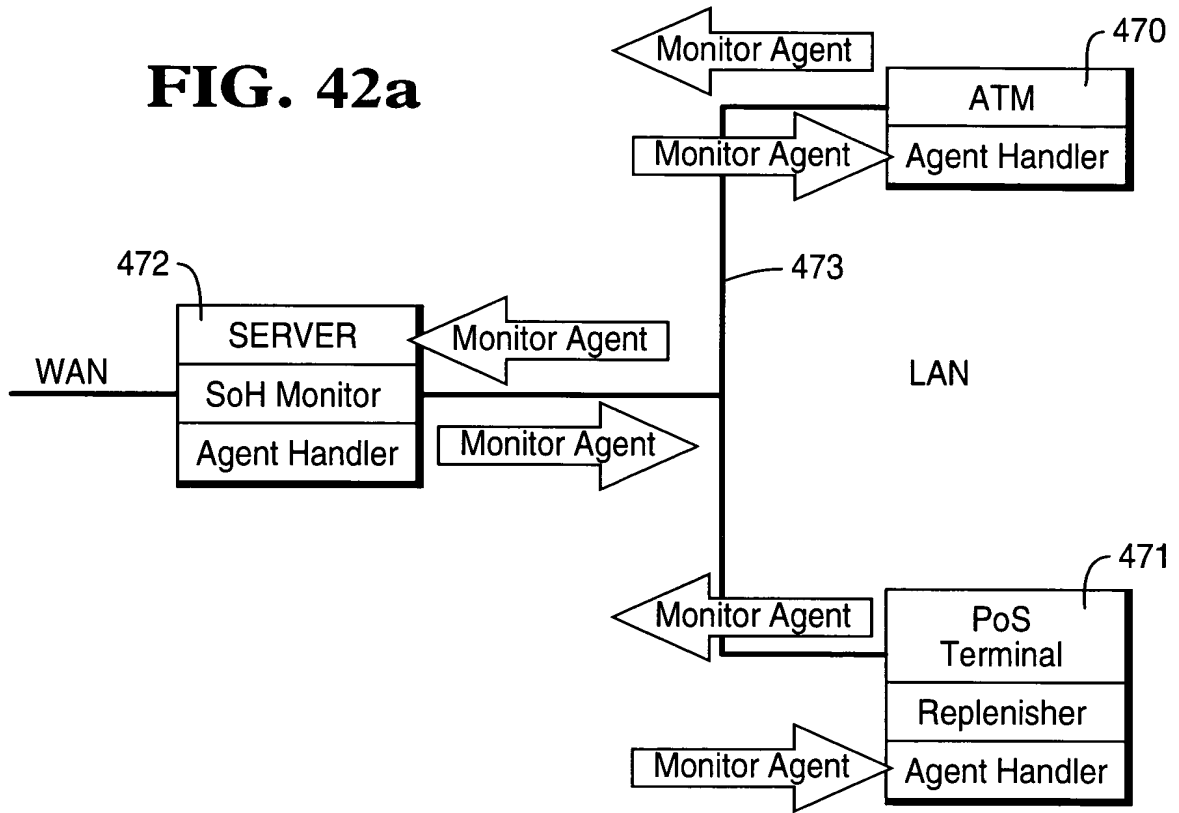 FIG. 42a
Monitor Agent
470
ATM
Monitor Agent
Agent Handler
472
473
SERVER
Monitor Agent
WAN
SoH Monitor
LAN
Agent Handler
Monitor Agent
471
Monitor Agent
PoS
Terminal
Replenisher
Monitor Agent
Agent Handler